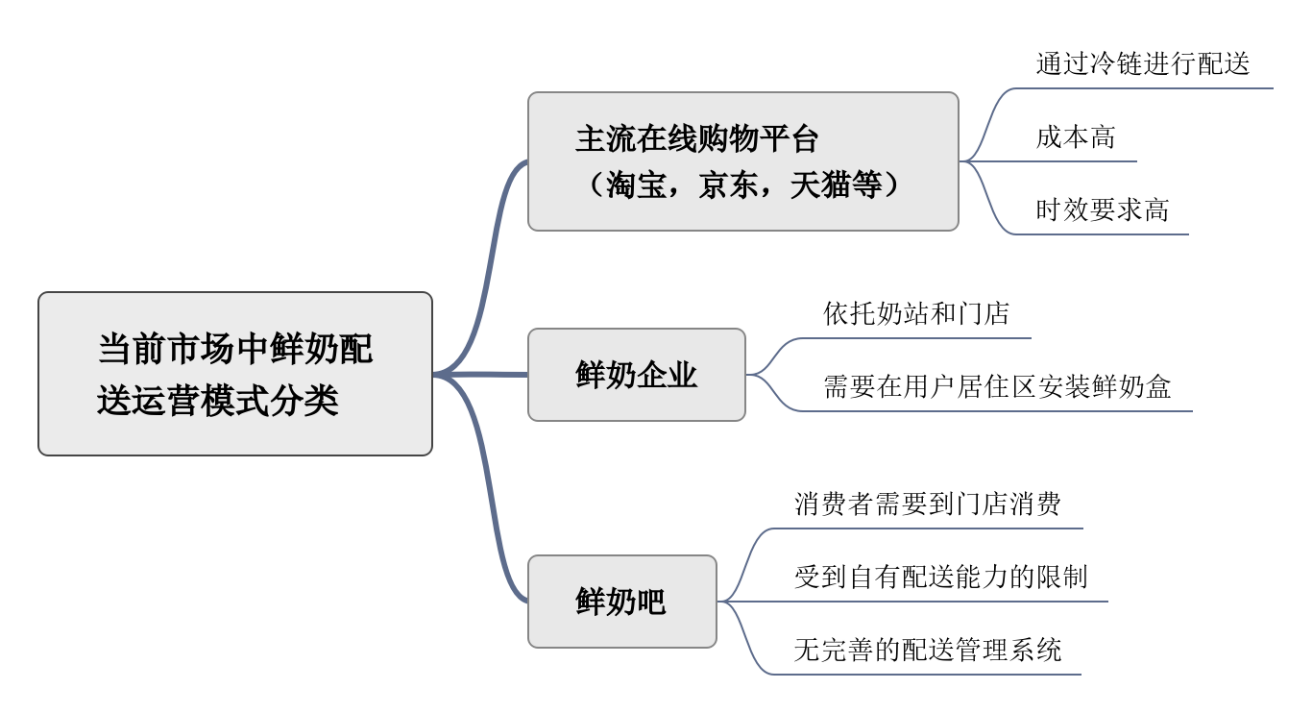 当前市场中鲜奶配
送运营模式分类
主流在线购物平台
（淘宝，京东，天猫等）
通过冷链进行配送
成本高
时效要求高
鲜奶企业
依托奶站和门店
需要在用户居住区安装鲜奶盒
鲜奶吧
消费者需要到门店消费
受到自有配送能力的限制
无完善的配送管理系统